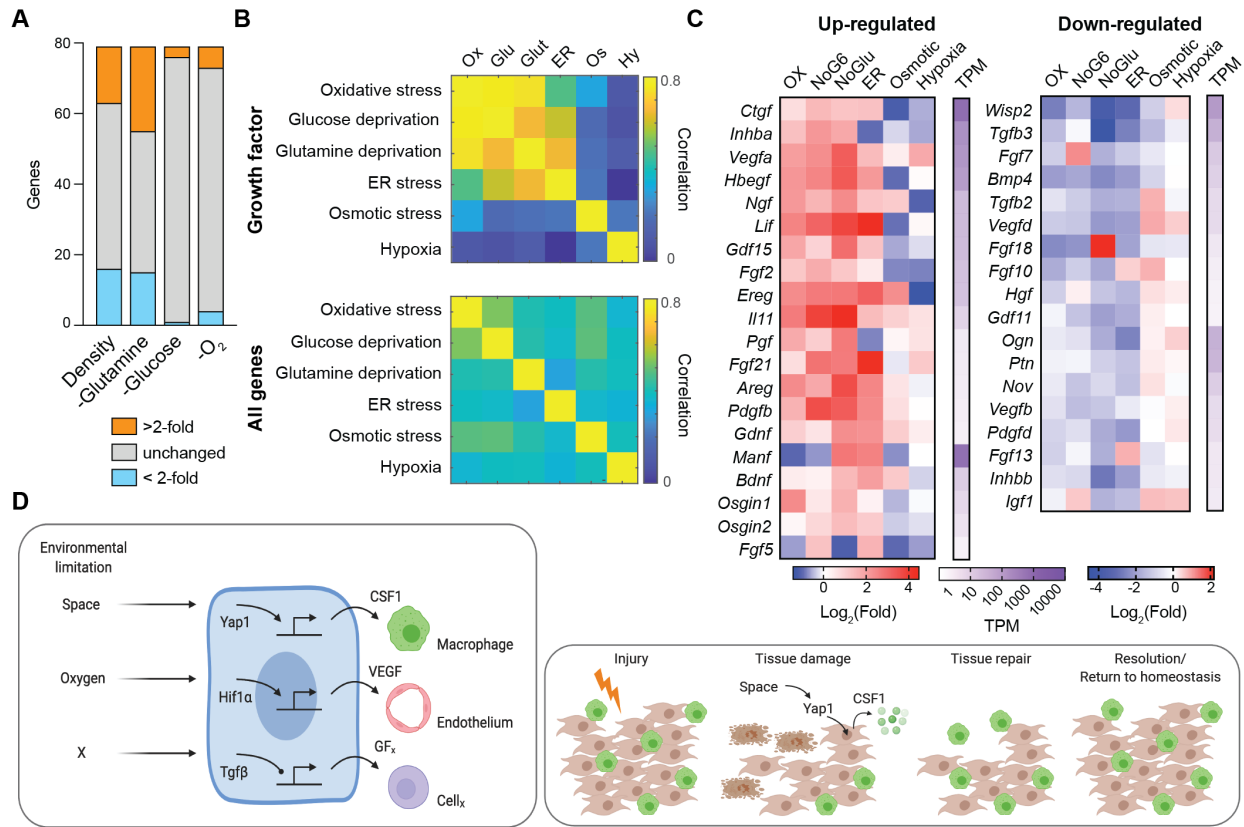 A
80
60
40
20
0
Genes
Density
-Glutamine
-Glucose
-O2
>2-fold
unchanged
< 2-fold
B
Ox
Glu
Glut
ER
Os
Hy
Growth factor
Oxidative stress
Glucose deprivation
Glutamine deprivation
ER stress
Osmotic stress
Hypoxia
0.8
Correlation
0
All genes
Oxidative stress
Glucose deprivation
Glutamine deprivation
ER stress
Osmotic stress
Hypoxia
0.8
Correlation
0
C
Up-regulated
OX
NoG6
NoGlu
ER
Osmotic
Hypoxia
TPM
Ctgf
Inhba
Vegfa
Hbegf
Ngf
Lif
Gdf15
Fgf2
Ereg
Il11
Pgf
Fgf21
Areg
Pdgfb
Gdnf
Manf
Bdnf
Osgin1
Osgin2
Fgf5
0 2 4
Log2(Fold)
1 10 100 1000 10000
TPM
Down-regulated
OX
NoG6
NoGlu
ER
Osmotic
Hypoxia
TPM
Wisp2
Tgfb3
Fgf7
Bmp4
Tgfb2
Vegfd
Fgf18
Fgf10
Hgf
Gdf11
Ogn
Ptn
Nov
Vegfb
Pdgfd
Fgf13
Inhbb
Igf1
-4 -2 0 2
Log2(Fold)
D
Environmental
limitation
Space
Yap1
CSF1
Macrophage
Oxygen
Hif1α
VEGF
Endothelium
X
Tgfβ
GFx
Cellx
Injury
Tissue damage
Space
Yap1
CSF1
Tissue repair
Resolution/
Return to homeostasis